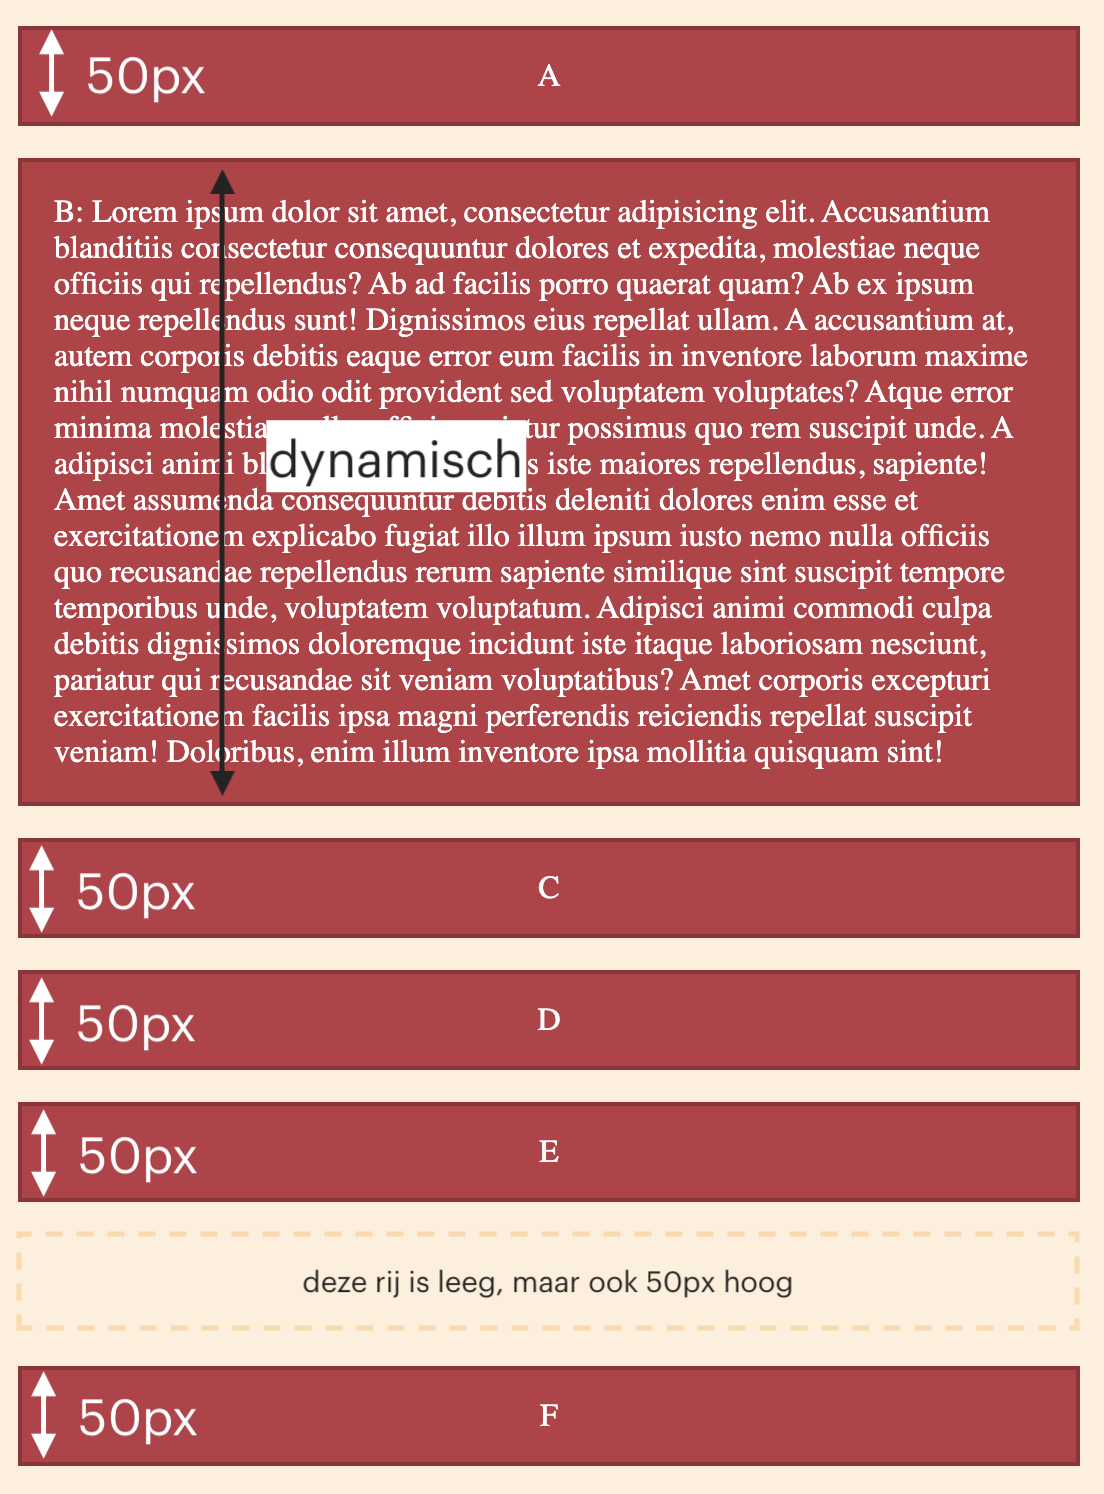 50px A
B: Lorem ipsum dolor sit amet, consectetur adipisicing elit. Accusantium
blanditiis consectetur consequuntur dolores et expedita, molestiae neque
officiis qui repellendus? Ab ad facilis porro quaerat quam? Ab ex ipsum
neque repellendus sunt! Dignissimos eius repellat ullam. A accusantium at,
autem corporis debitis eaque error eum facilis in inventore laborum maxime
nihil numquam odio odit provident sed voluptatem voluptates? Atque error
minima possimus quo rem suscipit unde. A
adipisci animi dynamisch iste maiores repellendus, sapiente!
Amet assumenda consequuntur debitis deleniti dolores enim esse et
exercitationem explicabo fugiat illo illum ipsum iusto nemo nulla officiis
quo recusandae repellendus rerum sapiente similique sint suscipit tempore
temporibus unde, voluptatem voluptatum. Adipisci animi commodi culpa
debitis dignissimos doloremque incidunt iste itaque laboriosam nesciunt,
pariatur qui recusandae sit veniam voluptatibus? Amet corporis excepturi
exercitationem facilis ipsa magni perferendis reiciendis repellat suscipit
veniam! Doloribus, enim illum inventore ipsa mollitia quisquam sint!
50px C
50px D
50px E
deze rij is leeg, maar ook 50px hoog
50px F